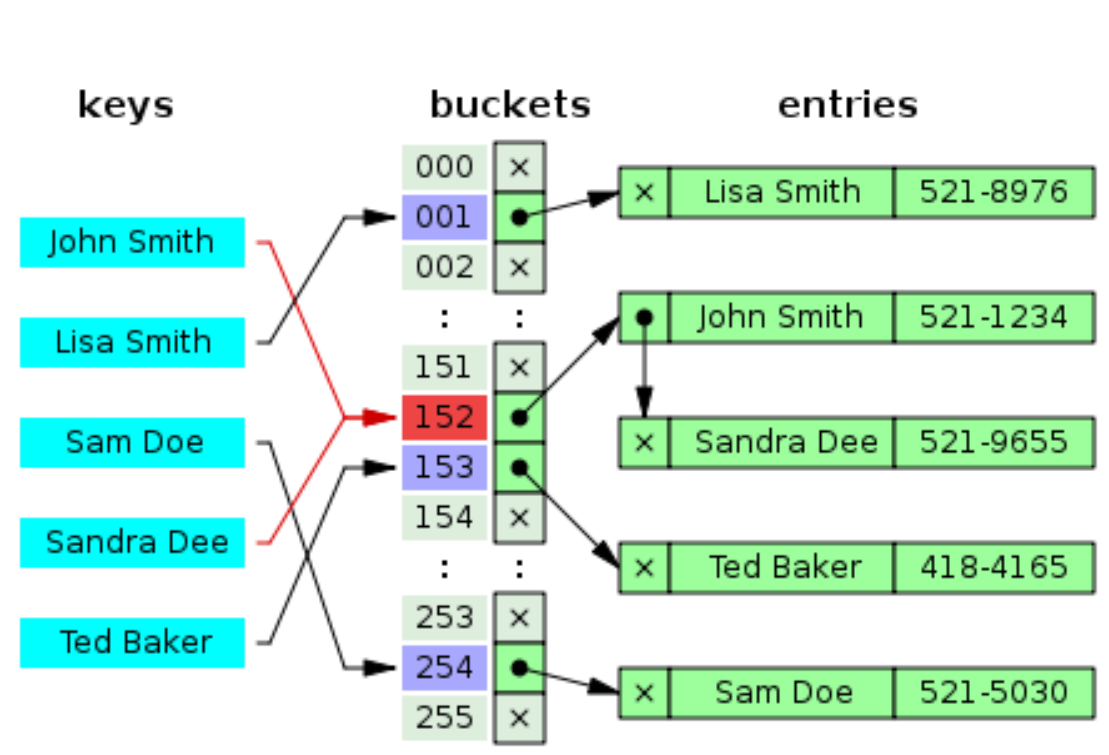 keys buckets entries
000 ×
001
× Lisa Smith 521-8976
002 ×
: :
John Smith
Lisa Smith
Sam Doe
Sandra Dee
Ted Baker
151 ×
152
John Smith 521-1234
× Sandra Dee 521-9655
153
154 ×
× Ted Baker 418-4165
: :
253 ×
254
× Sam Doe 521-5030
255 ×